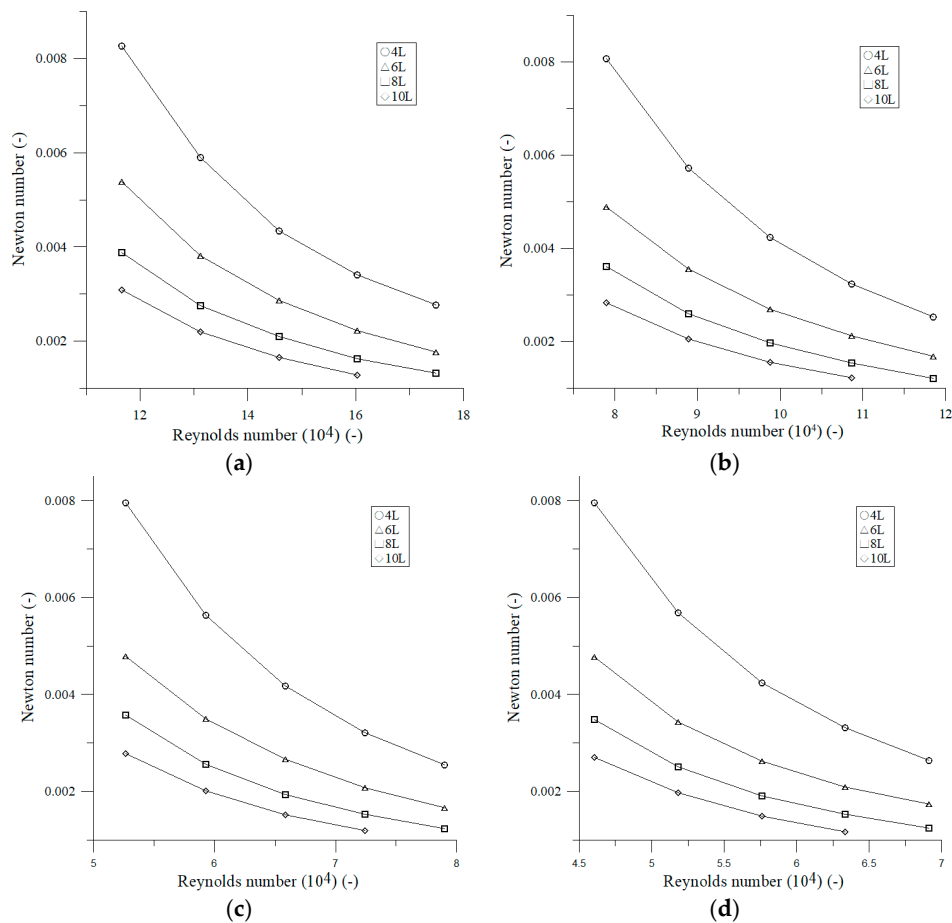 0.008
0.006
0.004
0.002
Newton number (-)
4L
6L
8L
10L
12 14 16 18
Reynolds number (10⁴) (-)
(a)
0.008
0.006
0.004
0.002
Newton number (-)
4L
6L
8L
10L
8 9 10 11 12
Reynolds number (10⁴) (-)
(b)
0.008
0.006
0.004
0.002
Newton number (-)
4L
6L
8L
10L
5 6 7 8
Reynolds number (10⁴) (-)
(c)
0.008
0.006
0.004
0.002
Newton number (-)
4L
6L
8L
10L
4.5 5 5.5 6 6.5 7
Reynolds number (10⁴) (-)
(d)